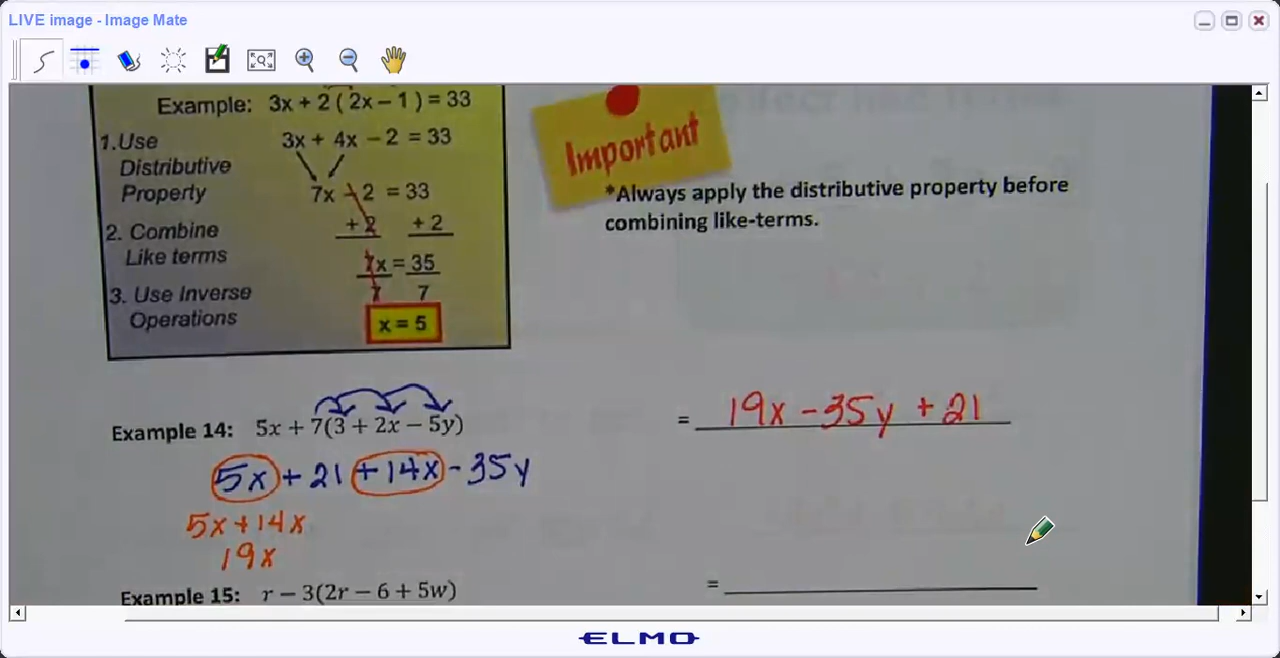 LIVE image - Image Mate
Example: 3x + 2 ( 2x – 1 ) = 33
1.Use
Distributive
Property
3x + 4x – 2 = 33
7x – 2 = 33
+ 2 + 2
2. Combine
Like terms
7x = 35
7 7
3. Use Inverse
Operations
x = 5
Important
*Always apply the distributive property before
combining like-terms.
Example 14: 5x + 7(3 + 2x − 5y)
= 19x - 35y + 21
5x + 21 + 14x - 35y
5x + 14x
19x
Example 15: r − 3(2r − 6 + 5w)
=
ELMO